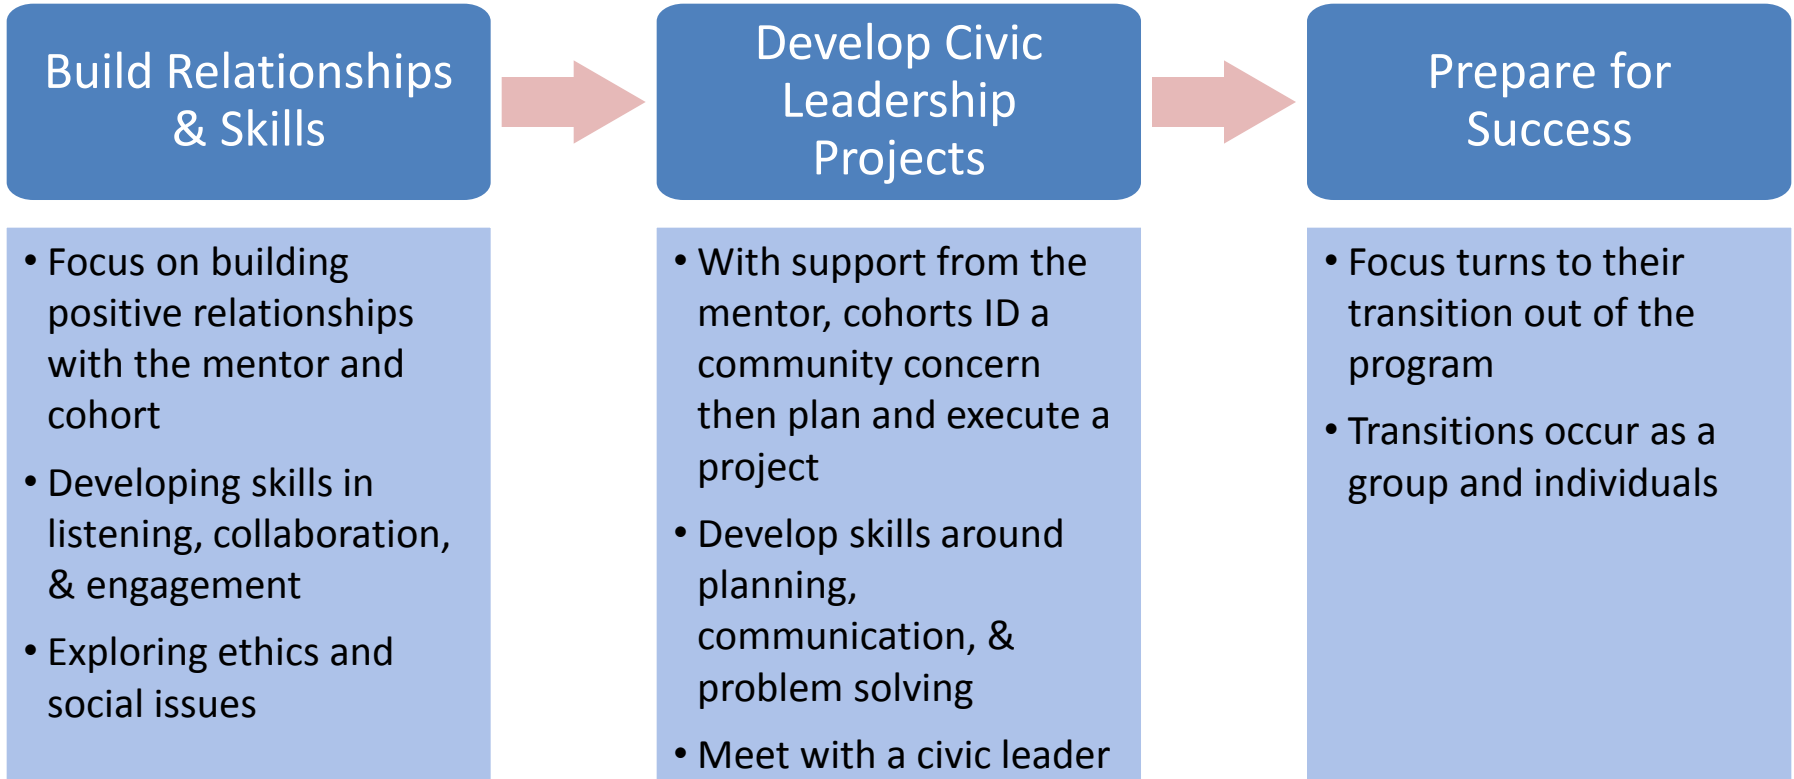 Build Relationships
& Skills
• Focus on building
positive relationships
with the mentor and
cohort
• Developing skills in
listening, collaboration,
& engagement
• Exploring ethics and
social issues
Develop Civic
Leadership
Projects
• With support from the
mentor, cohorts ID a
community concern
then plan and execute a
project
• Develop skills around
planning,
communication, &
problem solving
• Meet with a civic leader
Prepare for
Success
• Focus turns to their
transition out of the
program
• Transitions occur as a
group and individuals